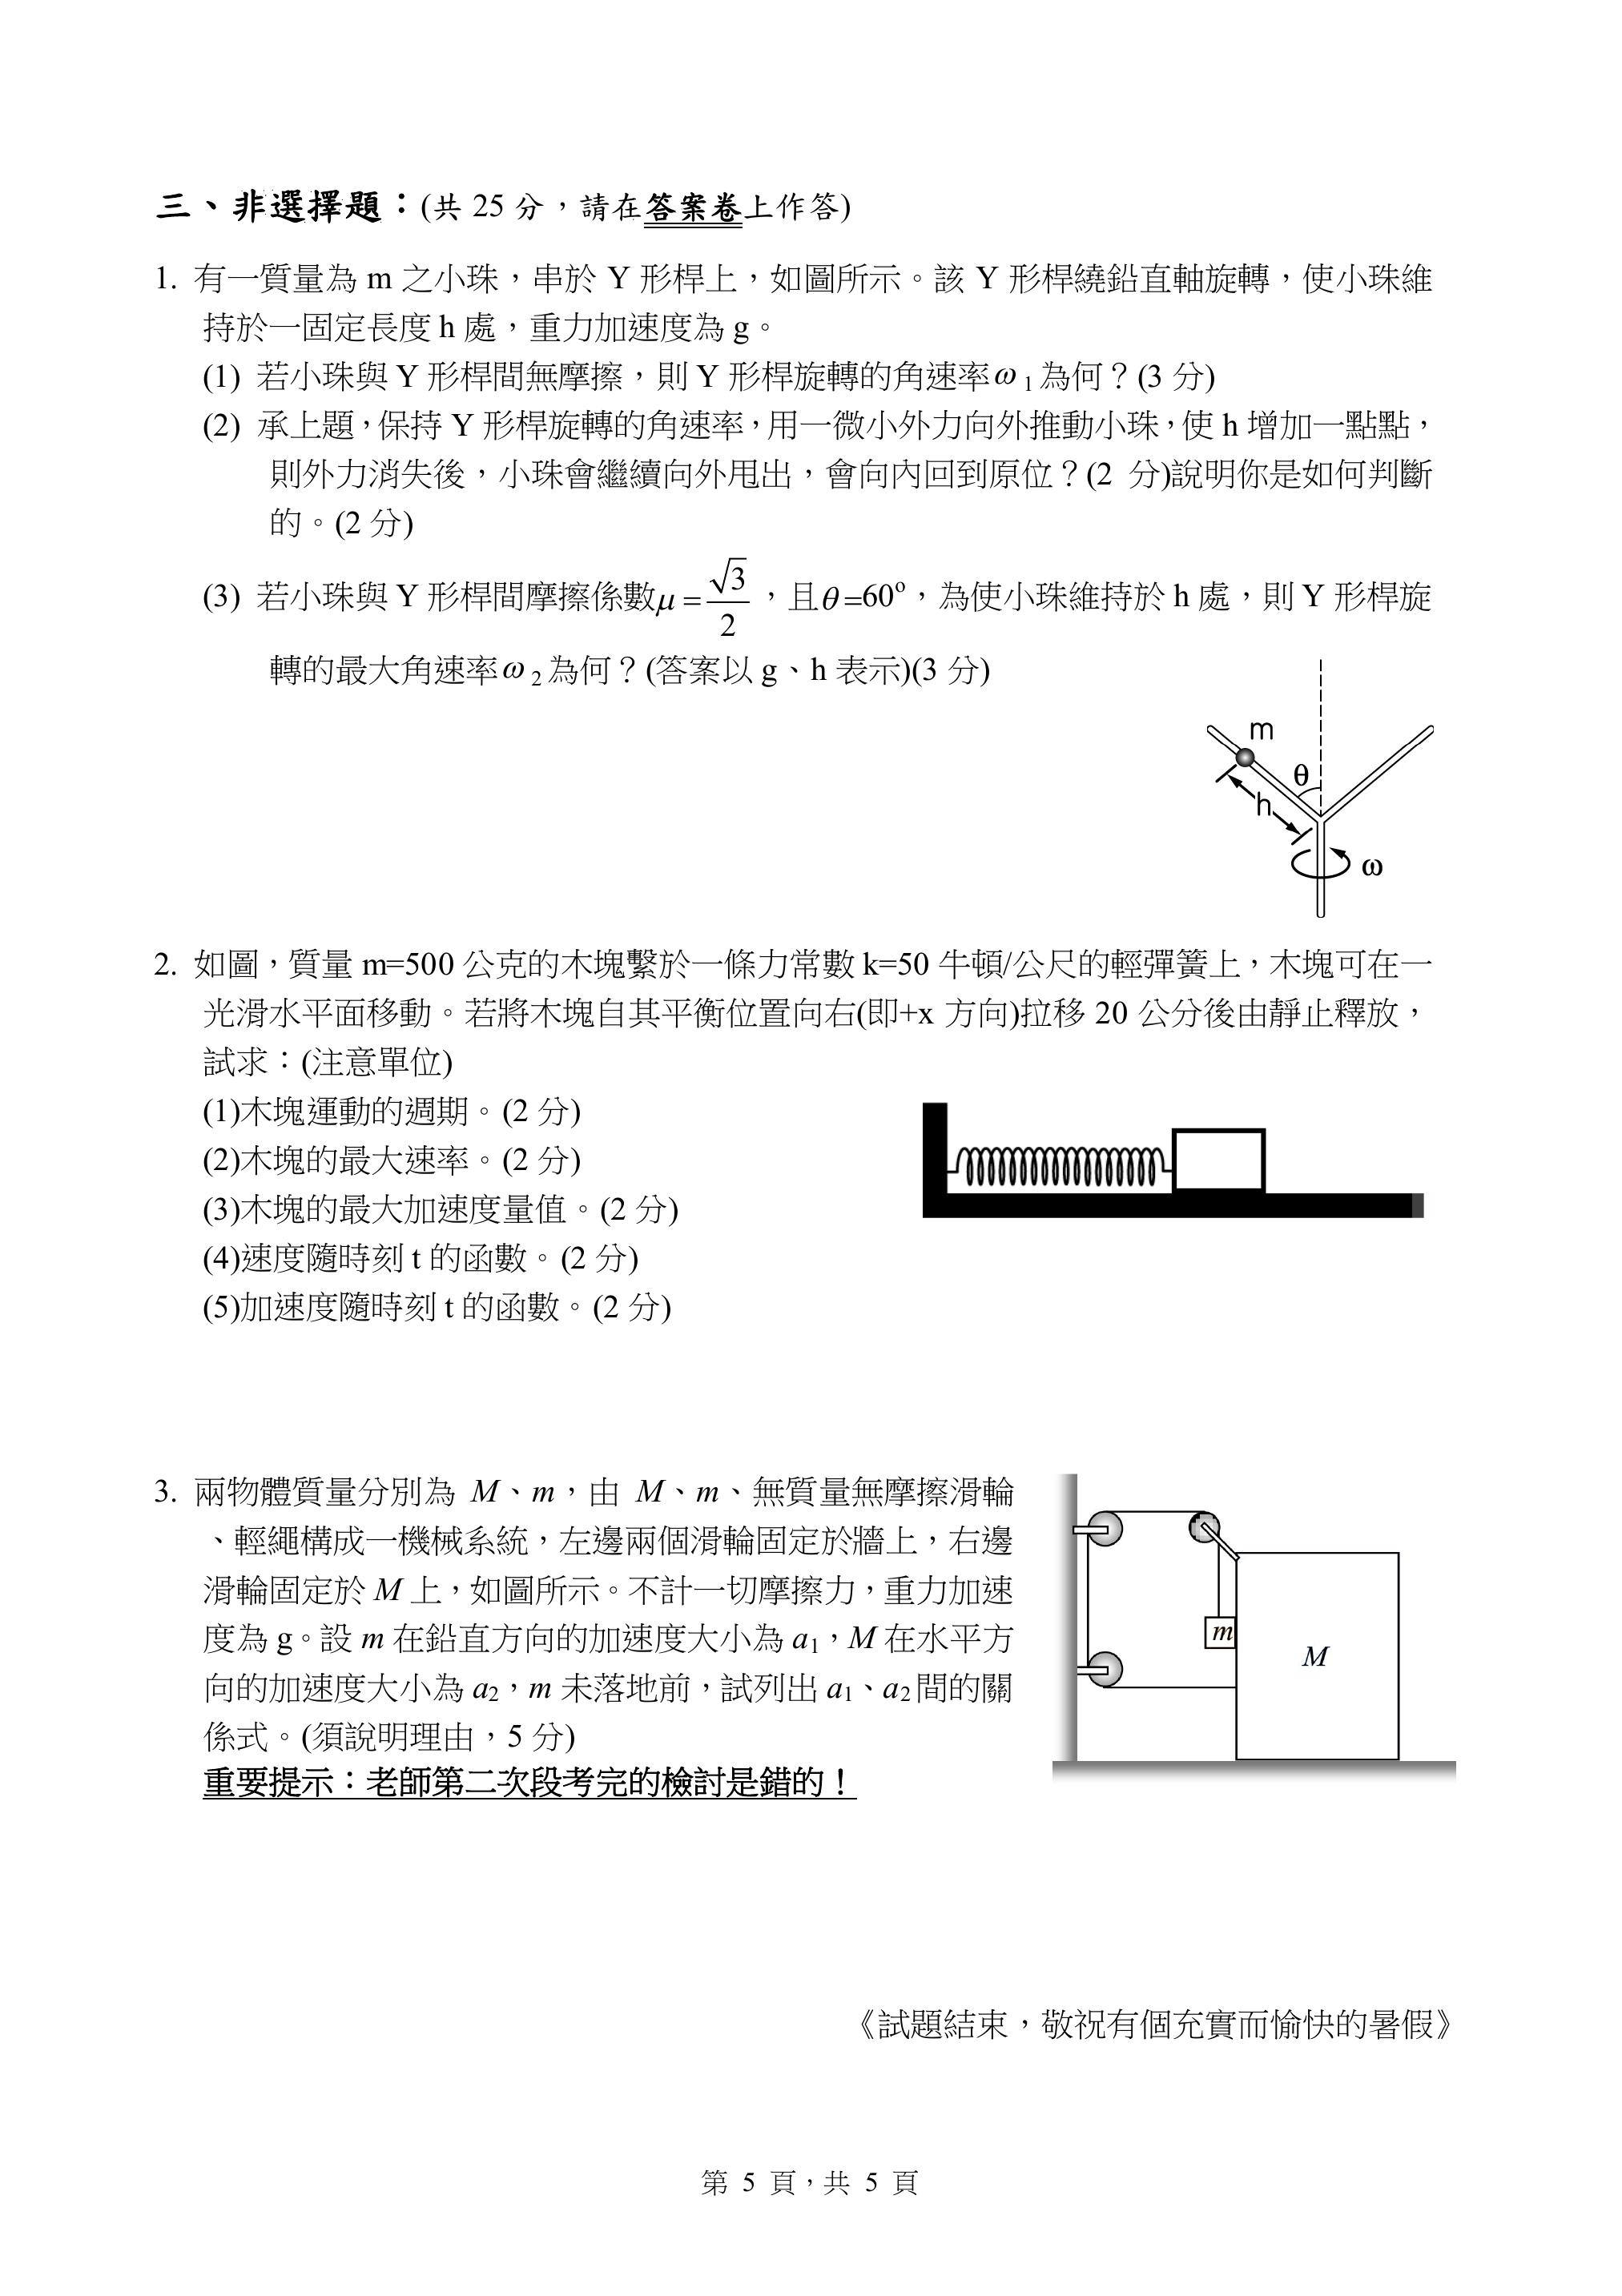 三、非選擇題：(共 25 分，請在答案卷上作答)
1. 有一質量為 m 之小珠，串於 Y 形桿上，如圖所示。該 Y 形桿繞鉛直軸旋轉，使小珠維
持於一固定長度 h 處，重力加速度為 g。
(1) 若小珠與 Y 形桿間無摩擦，則 Y 形桿旋轉的角速率ω₁為何？(3 分)
(2) 承上題，保持 Y 形桿旋轉的角速率，用一微小外力向外推動小珠，使 h 增加一點點，
則外力消失後，小珠會繼續向外甩出，會向內回到原位？(2 分)說明你是如何判斷
的。(2 分)
(3) 若小珠與 Y 形桿間摩擦係數μ=√3/2，且θ=60º，為使小珠維持於 h 處，則 Y 形桿旋
轉的最大角速率ω₂為何？(答案以 g、h 表示)(3 分)
m
θ
h
ω
2. 如圖，質量 m=500 公克的木塊繫於一條力常數 k=50 牛頓/公尺的輕彈簧上，木塊可在一
光滑水平面移動。若將木塊自其平衡位置向右(即+x 方向)拉移 20 公分後由靜止釋放，
試求：(注意單位)
(1)木塊運動的週期。(2 分)
(2)木塊的最大速率。(2 分)
(3)木塊的最大加速度量值。(2 分)
(4)速度隨時刻 t 的函數。(2 分)
(5)加速度隨時刻 t 的函數。(2 分)
3. 兩物體質量分別為 M、m，由 M、m、無質量無摩擦滑輪
、輕繩構成一機械系統，左邊兩個滑輪固定於牆上，右邊
滑輪固定於 M 上，如圖所示。不計一切摩擦力，重力加速
度為 g。設 m 在鉛直方向的加速度大小為 a₁，M 在水平方
向的加速度大小為 a₂，m 未落地前，試列出 a₁、a₂間的關
係式。(須說明理由，5 分)
重要提示：老師第二次段考完的檢討是錯的！
m
M
《試題結束，敬祝有個充實而愉快的暑假》
第 5 頁，共 5 頁